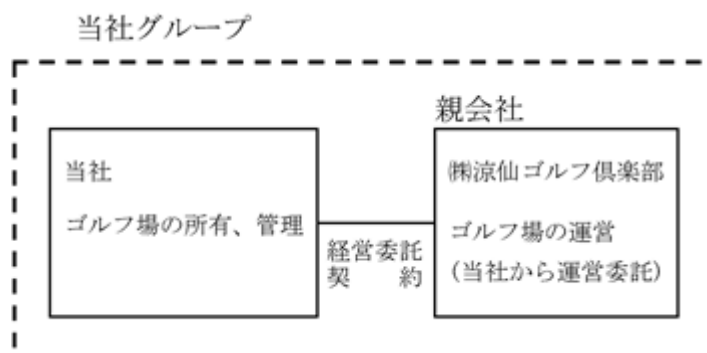 当社グループ
親会社
当社
ゴルフ場の所有、管理
経営委託
契約
㈱涼仙ゴルフ倶楽部
ゴルフ場の運営
(当社から運営委託)